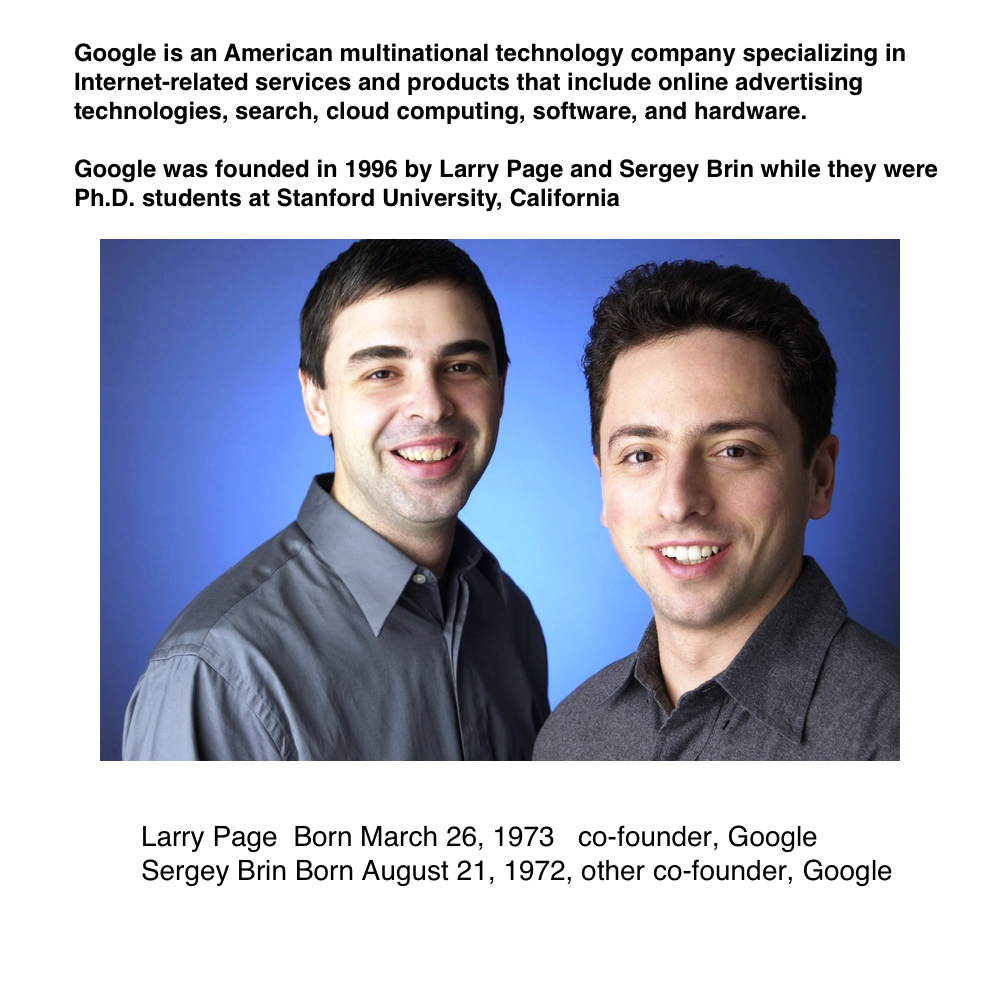 Google is an American multinational technology company specializing in
Internet-related services and products that include online advertising
technologies, search, cloud computing, software, and hardware.
Google was founded in 1996 by Larry Page and Sergey Brin while they were
Ph.D. students at Stanford University, California
Larry Page  Born March 26, 1973   co-founder, Google
Sergey Brin Born August 21, 1972, other co-founder, Google